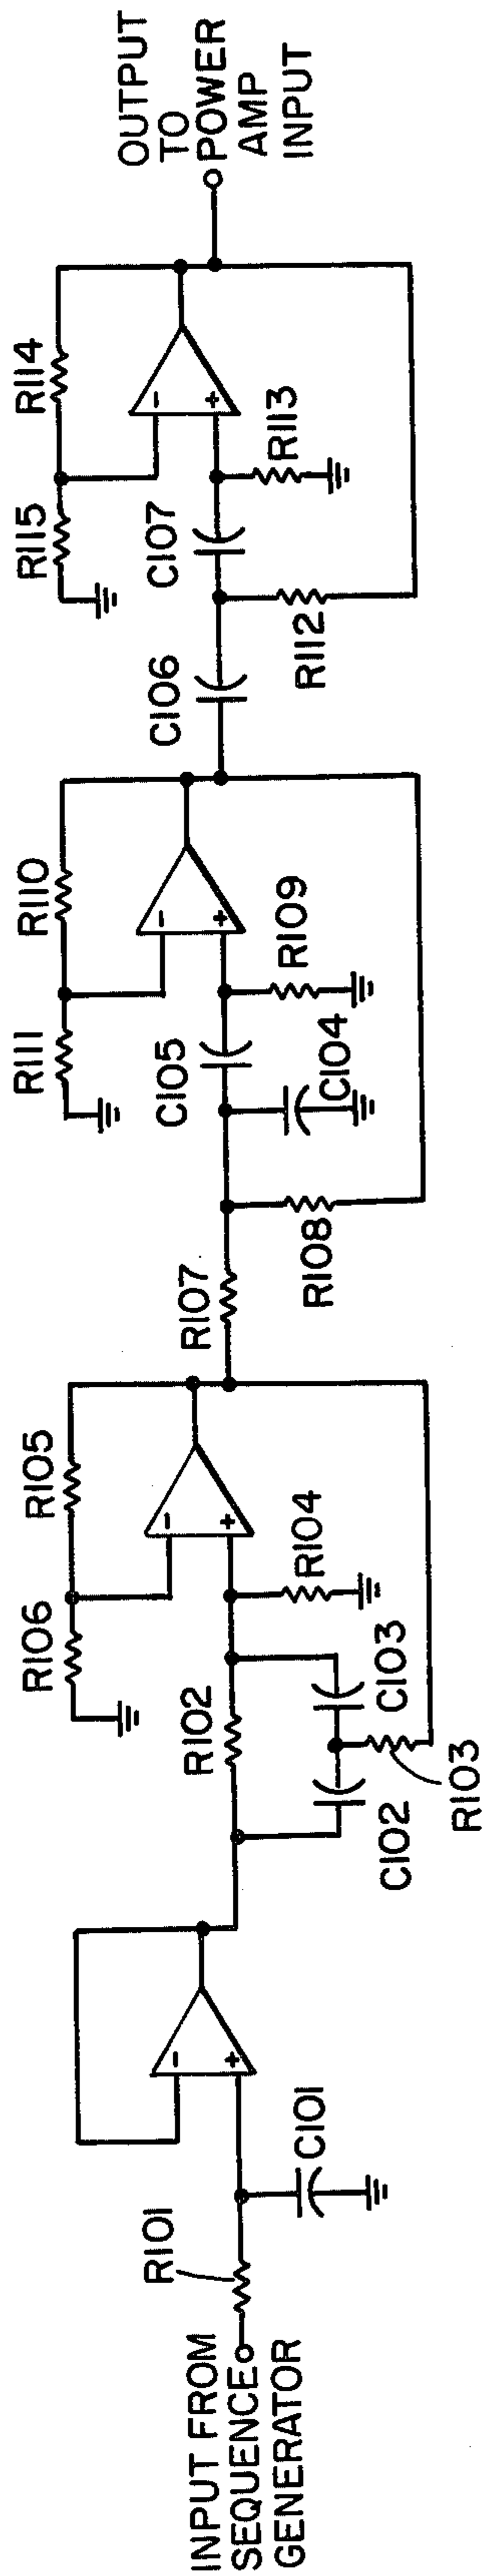 INPUT FROM
SEQUENCE
GENERATOR
R101
C101
-
+
R102
C102
C103
R103
R104
R106
R105
-
+
R107
R108
C104
C105
R109
R111
R110
-
+
C106
R112
C107
R113
R115
R114
-
+
OUTPUT
TO
POWER
AMP
INPUT